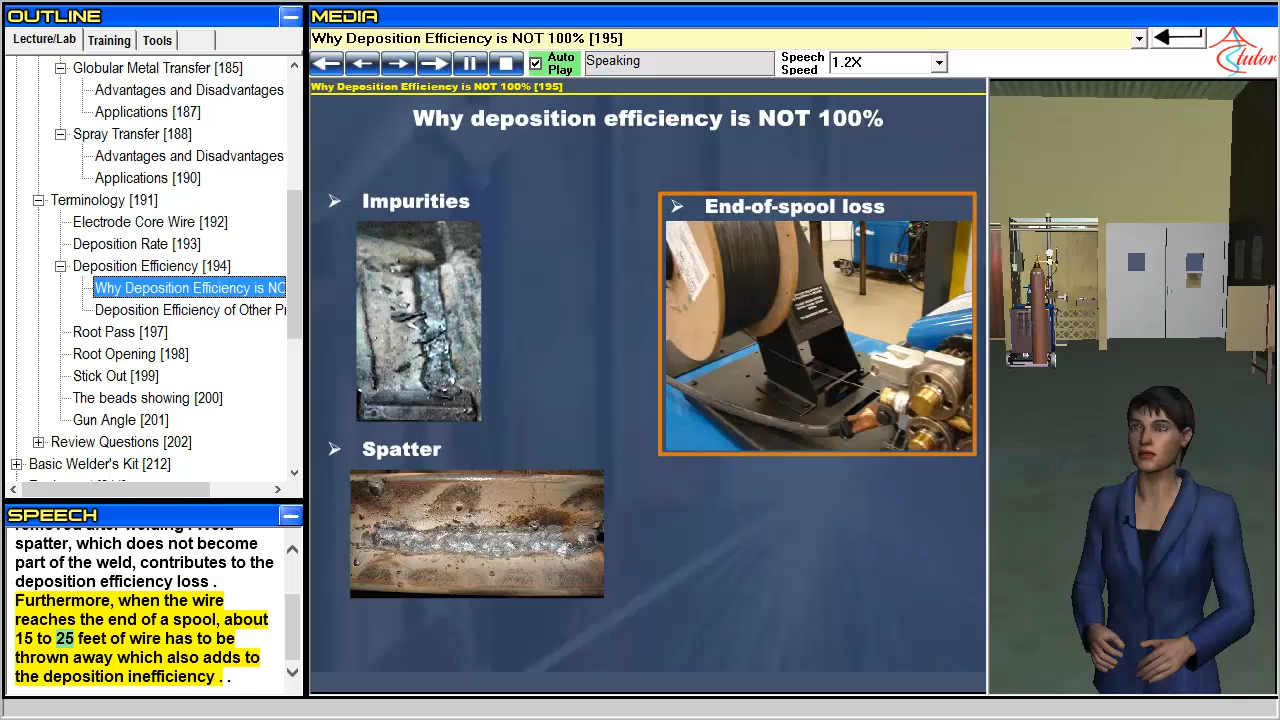 OUTLINE
Lecture/Lab
Training
Tools
Globular Metal Transfer [185]
Advantages and Disadvantages
Applications [187]
Spray Transfer [188]
Advantages and Disadvantages
Applications [190]
Terminology [191]
Electrode Core Wire [192]
Deposition Rate [193]
Deposition Efficiency [194]
Why Deposition Efficiency is NO
Deposition Efficiency of Other Pr
Root Pass [197]
Root Opening [198]
Stick Out [199]
The beads showing [200]
Gun Angle [201]
Review Questions [202]
Basic Welder's Kit [212]
SPEECH
spatter, which does not become
part of the weld, contributes to the
deposition efficiency loss .
Furthermore, when the wire
reaches the end of a spool, about
15 to 25 feet of wire has to be
thrown away which also adds to
the deposition inefficiency . .
MEDIA
Why Deposition Efficiency is NOT 100% [195]
Auto
Play
Speaking
Speech
Speed
1.2X
tutor
Why Deposition Efficiency is NOT 100% [195]
Why deposition efficiency is NOT 100%
Impurities
Spatter
End-of-spool loss